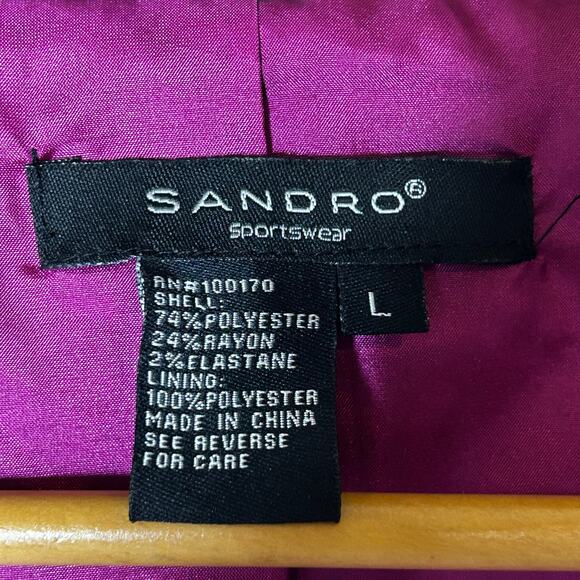 SANDRO®
Sportswear
L
RN#100170
SHELL:
74%POLYESTER
24%RAYON
2%ELASTANE
LINING:
100%POLYESTER
MADE IN CHINA
SEE REVERSE
FOR CARE